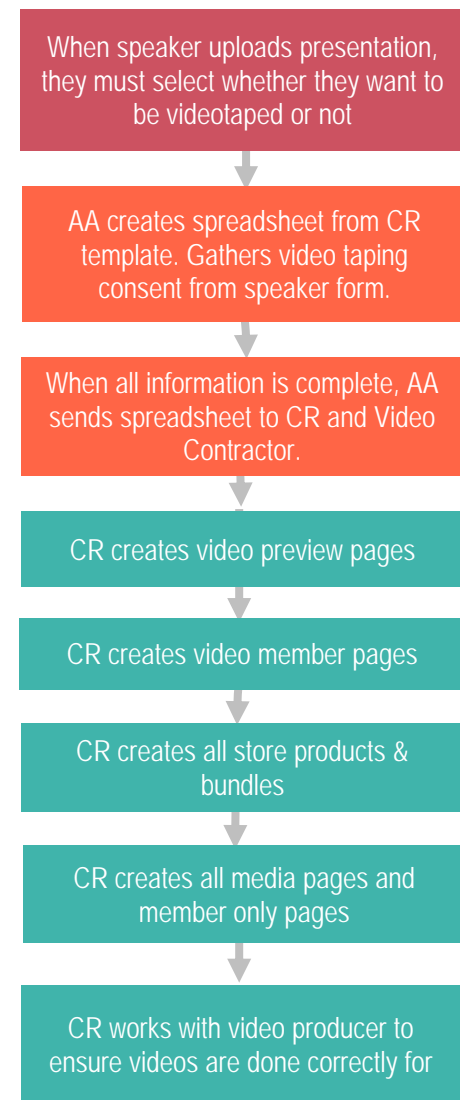 When speaker uploads presentation,
they must select whether they want to
be videotaped or not
AA creates spreadsheet from CR
template. Gathers video taping
consent from speaker form.
When all information is complete, AA
sends spreadsheet to CR and Video
Contractor.
CR creates video preview pages
CR creates video member pages
CR creates all store products &
bundles
CR creates all media pages and
member only pages
CR works with video producer to
ensure videos are done correctly for